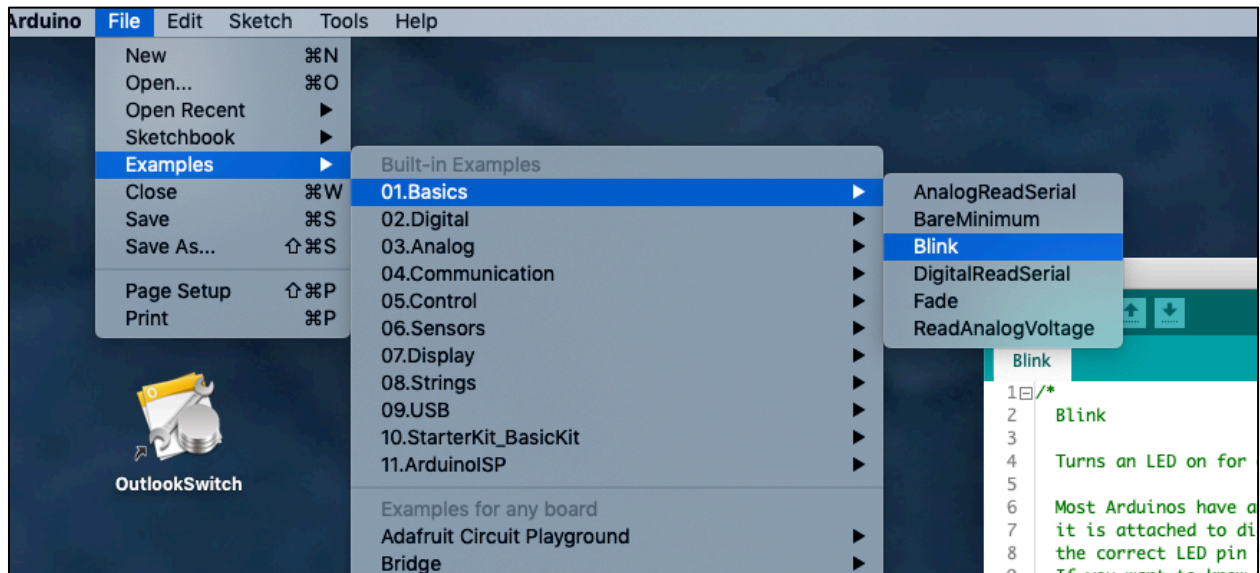 Arduino File Edit Sketch Tools Help
New ⌘N
Open... ⌘O
Open Recent ▶
Sketchbook ▶
Examples ▶
Close ⌘W
Save ⌘S
Save As... ⇧⌘S
Page Setup ⇧⌘P
Print ⌘P
Built-in Examples
01.Basics ▶
02.Digital ▶
03.Analog ▶
04.Communication ▶
05.Control ▶
06.Sensors ▶
07.Display ▶
08.Strings ▶
09.USB ▶
10.StarterKit_BasicKit ▶
11.ArduinoISP ▶
Examples for any board
Adafruit Circuit Playground ▶
Bridge ▶
AnalogReadSerial
BareMinimum
Blink
DigitalReadSerial
Fade
ReadAnalogVoltage
OutlookSwitch
Blink
1 /*
2 Blink
3
4 Turns an LED on for
5
6 Most Arduinos have a
7 it is attached to di
8 the correct LED pin